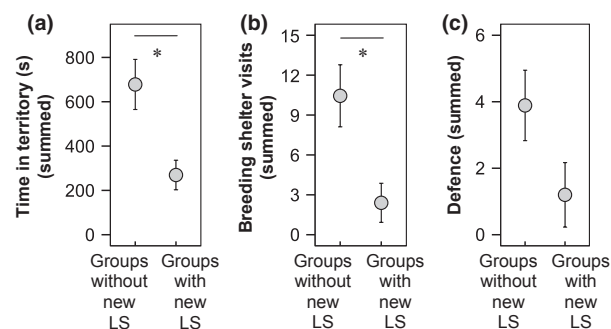 (a)
Time in territory (s)
(summed)
800
600
400
200
0
*
Groups
without
new
LS
Groups
with
new
LS
(b)
Breeding shelter visits
(summed)
15
12
9
6
3
0
*
Groups
without
new
LS
Groups
with
new
LS
(c)
Defence (summed)
6
4
2
0
Groups
without
new
LS
Groups
with
new
LS